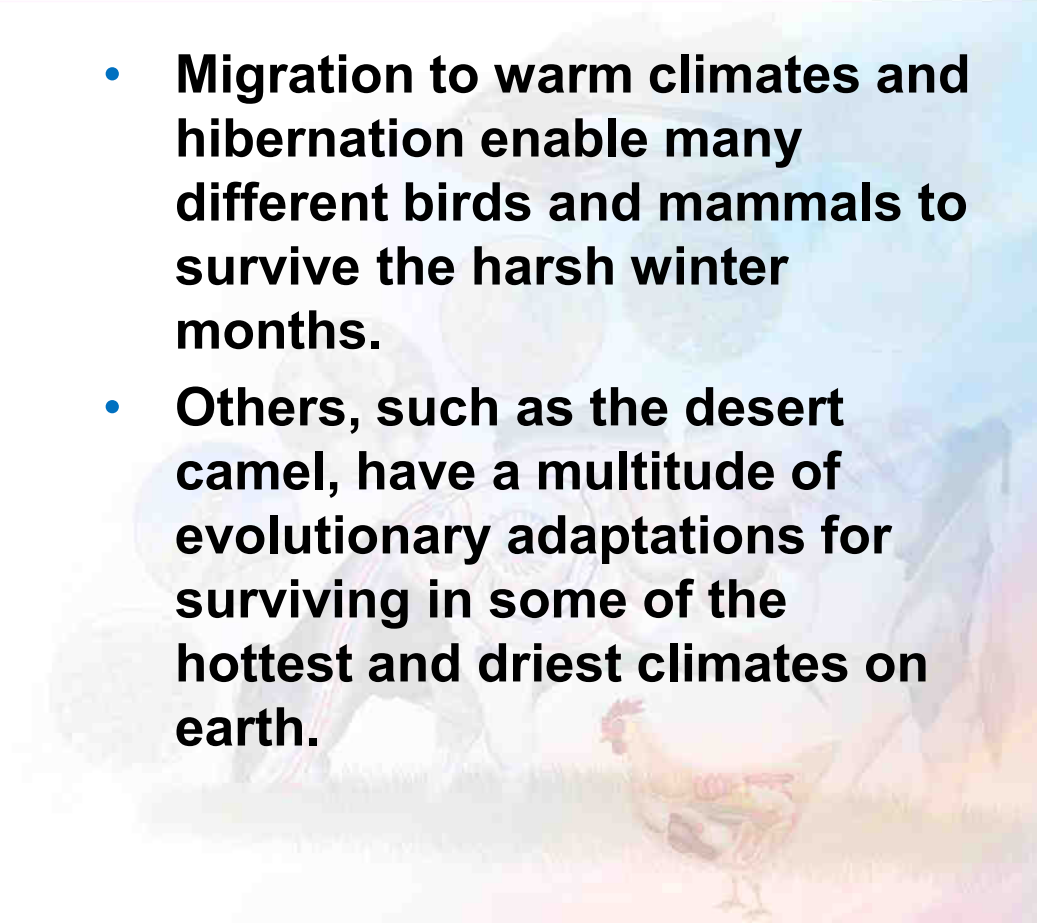 • Migration to warm climates and
hibernation enable many
different birds and mammals to
survive the harsh winter
months.
• Others, such as the desert
camel, have a multitude of
evolutionary adaptations for
surviving in some of the
hottest and driest climates on
earth.